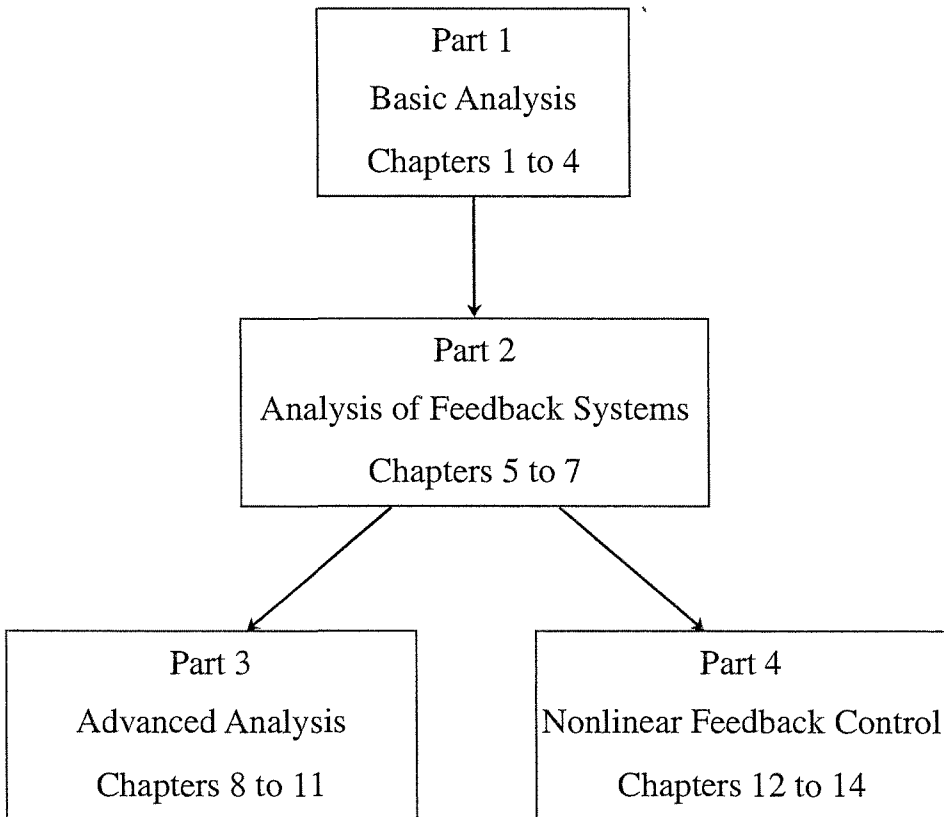 Part 1
Basic Analysis
Chapters 1 to 4
Part 2
Analysis of Feedback Systems
Chapters 5 to 7
Part 3
Advanced Analysis
Chapters 8 to 11
Part 4
Nonlinear Feedback Control
Chapters 12 to 14